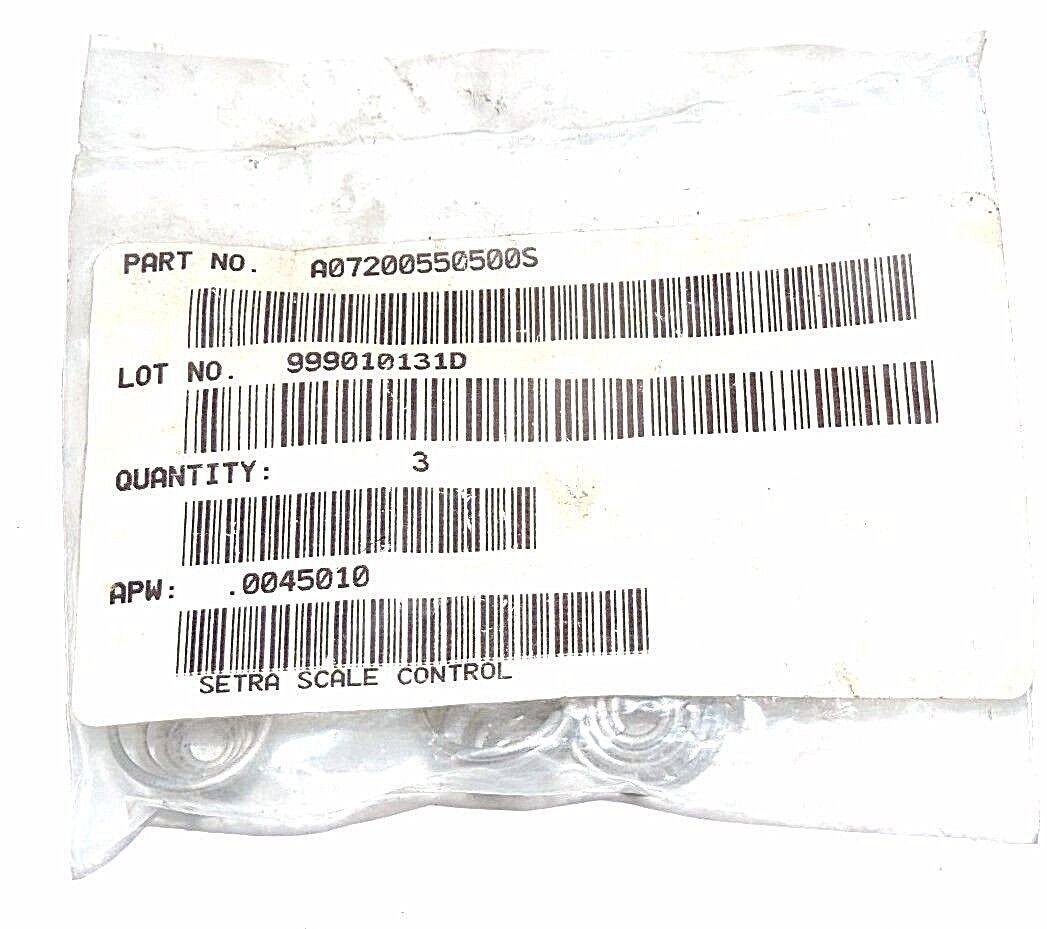 PART NO. A07200550500S
LOT NO. 999010131D
QUANTITY: 3
APW: .0045010
SETRA SCALE CONTROL